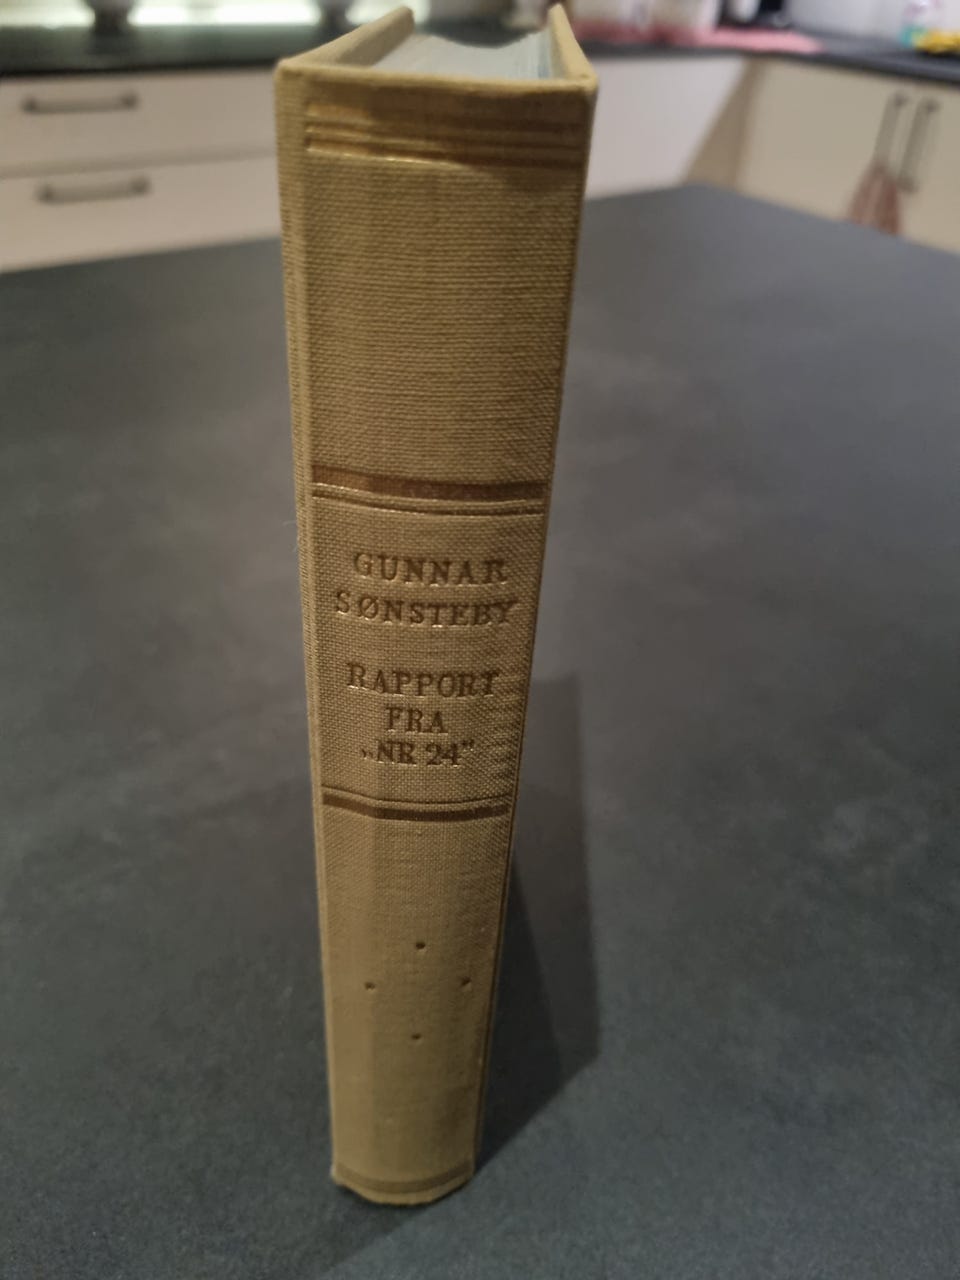 GUNNAR
SØNSTEBY
RAPPORT
FRA
„NR 24”